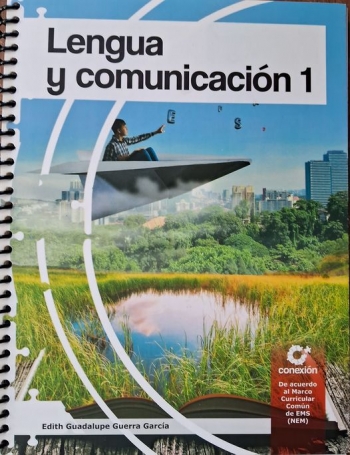 Lengua
y comunicación 1
E
S
conexión
De acuerdo
al Marco
Curricular
Común
de EMS
(NEM)
Edith Guadalupe Guerra García